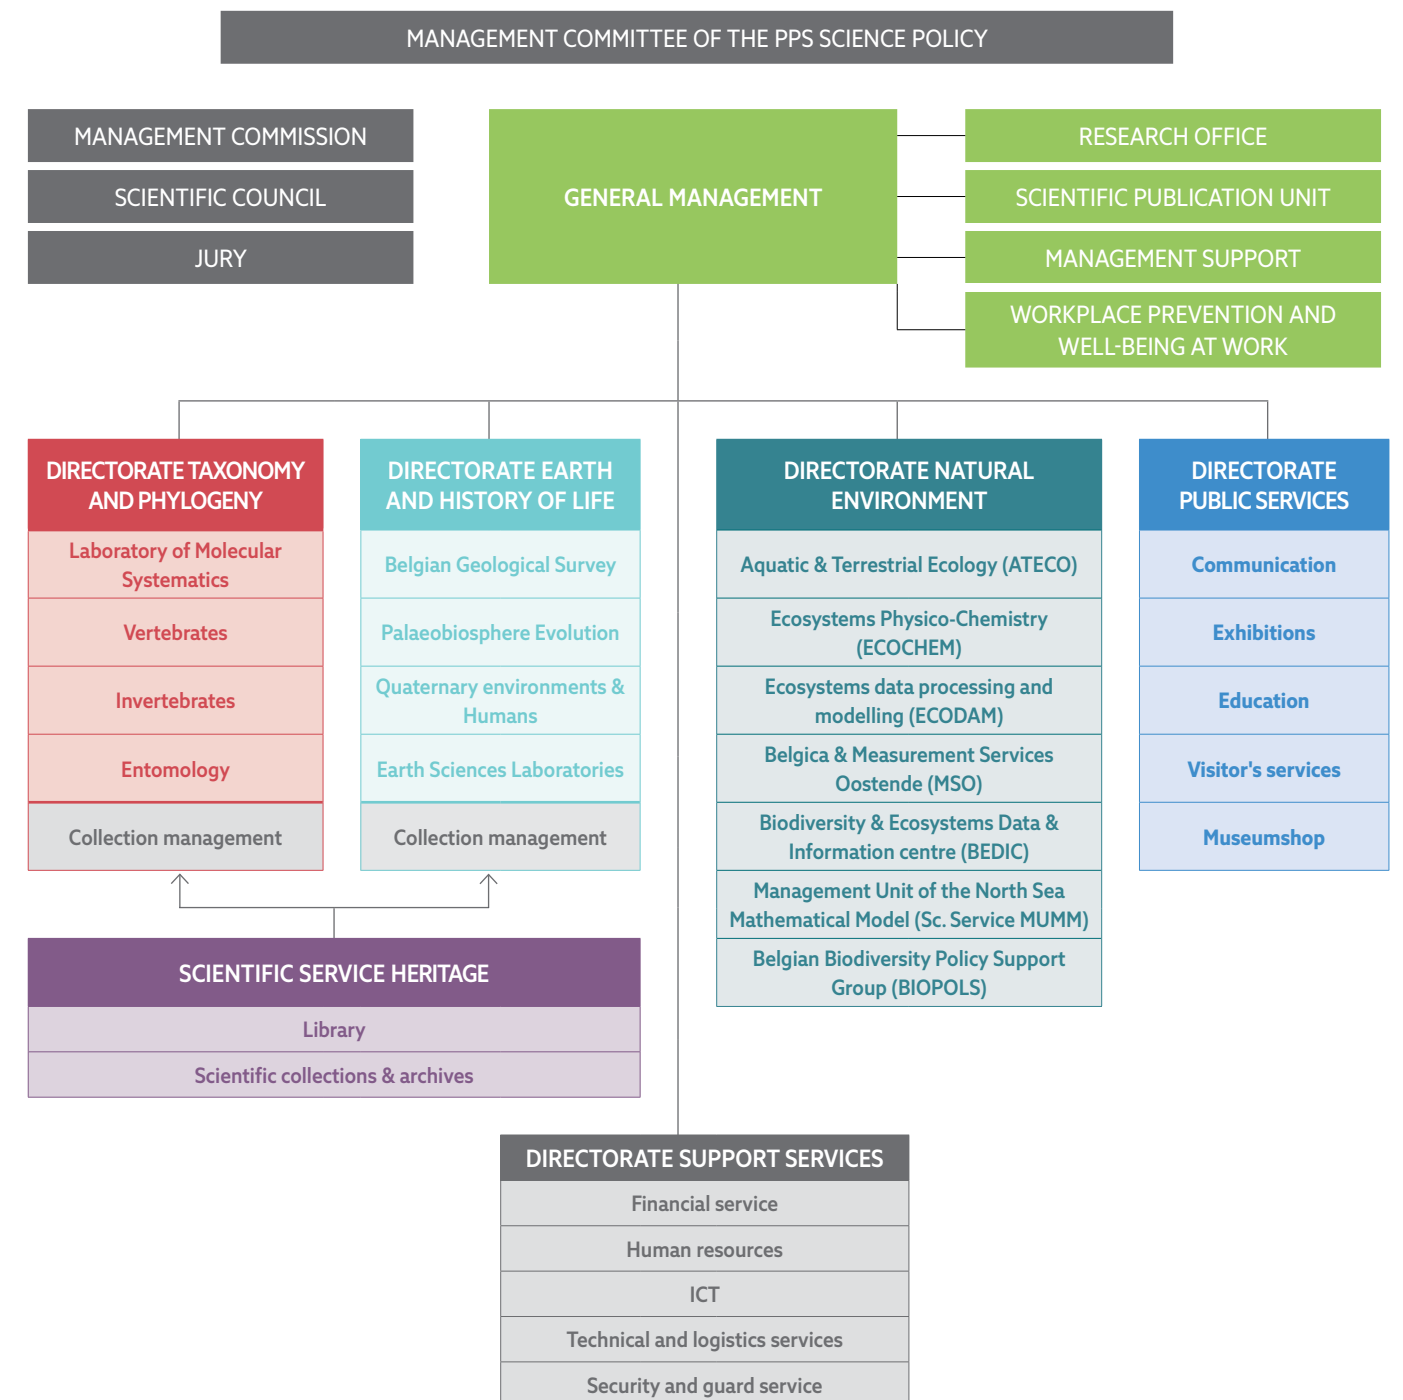 MANAGEMENT COMMITTEE OF THE PPS SCIENCE POLICY
MANAGEMENT COMMISSION
SCIENTIFIC COUNCIL
JURY
GENERAL MANAGEMENT
RESEARCH OFFICE
SCIENTIFIC PUBLICATION UNIT
MANAGEMENT SUPPORT
WORKPLACE PREVENTION AND
WELL-BEING AT WORK
DIRECTORATE TAXONOMY
AND PHYLOGENY
Laboratory of Molecular
Systematics
Vertebrates
Invertebrates
Entomology
Collection management
DIRECTORATE EARTH
AND HISTORY OF LIFE
Belgian Geological Survey
Palaeobiosphere Evolution
Quaternary environments &
Humans
Earth Sciences Laboratories
Collection management
SCIENTIFIC SERVICE HERITAGE
Library
Scientific collections & archives
DIRECTORATE NATURAL
ENVIRONMENT
Aquatic & Terrestrial Ecology (ATECO)
Ecosystems Physico-Chemistry
(ECOCHEM)
Ecosystems data processing and
modelling (ECODAM)
Belgica & Measurement Services
Oostende (MSO)
Biodiversity & Ecosystems Data &
Information centre (BEDIC)
Management Unit of the North Sea
Mathematical Model (Sc. Service MUMM)
Belgian Biodiversity Policy Support
Group (BIOPOLS)
DIRECTORATE
PUBLIC SERVICES
Communication
Exhibitions
Education
Visitor's services
Museumshop
DIRECTORATE SUPPORT SERVICES
Financial service
Human resources
ICT
Technical and logistics services
Security and guard service